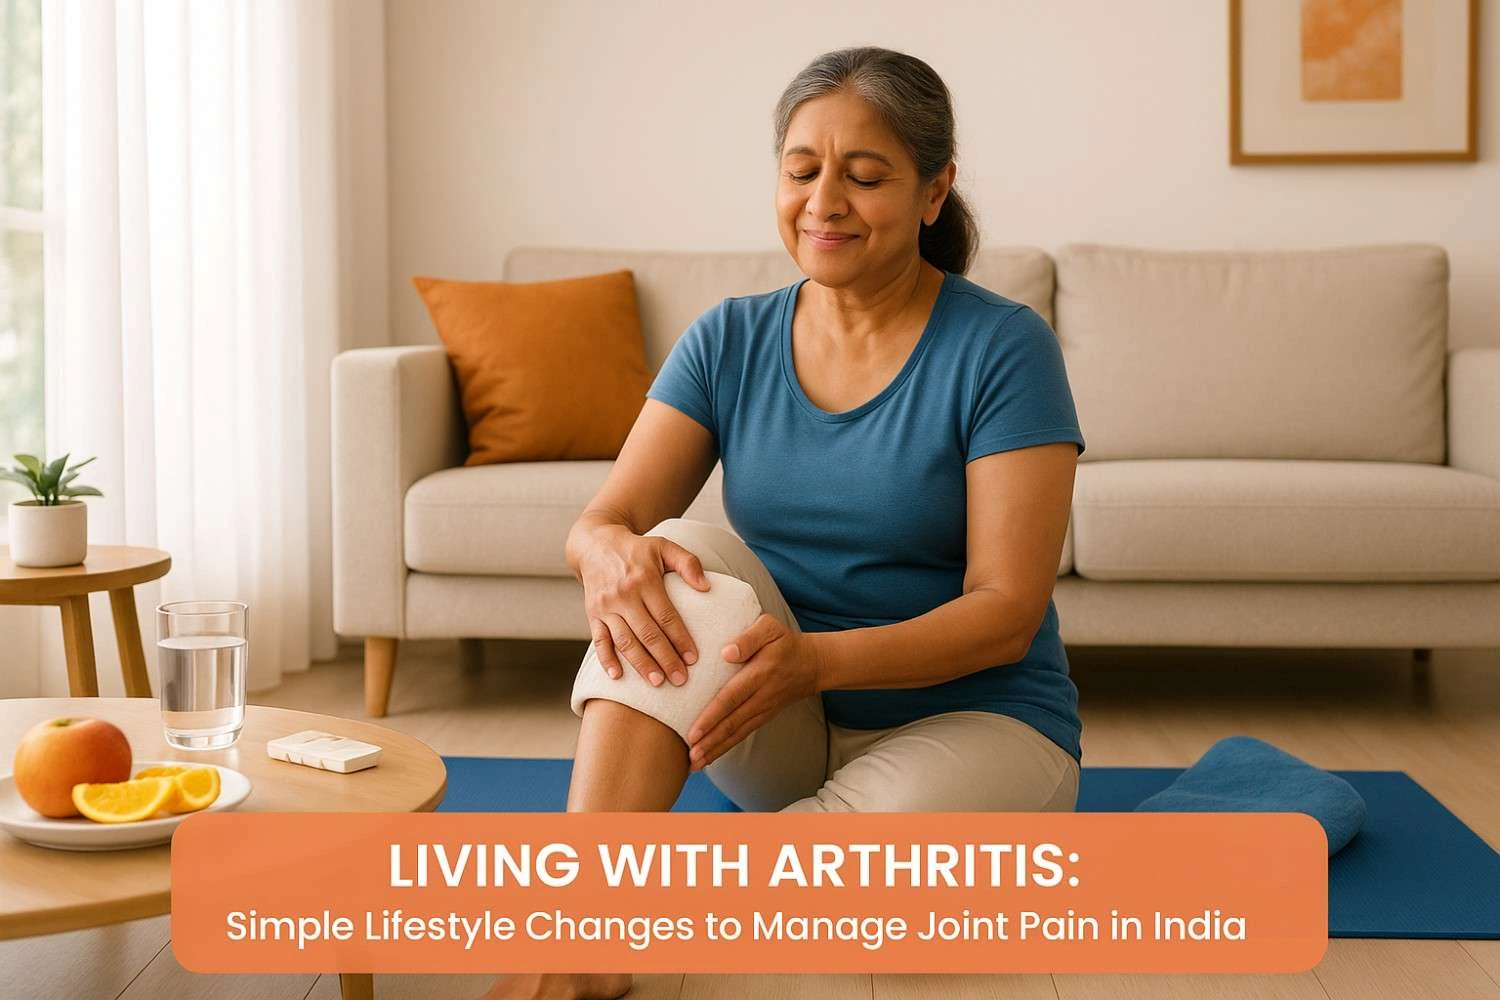 LIVING WITH ARTHRITIS:
Simple Lifestyle Changes to Manage Joint Pain in India